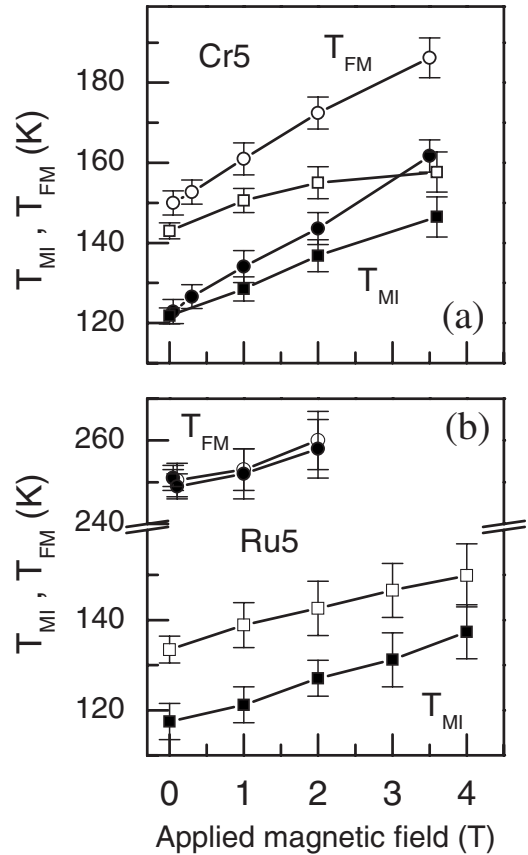 Cr5
T_FM
180
160
140
120
T_MI, T_FM (K)
T_MI
(a)
T_FM
(b)
260
240
Ru5
140
120
T_MI, T_FM (K)
T_MI
0 1 2 3 4
Applied magnetic field (T)